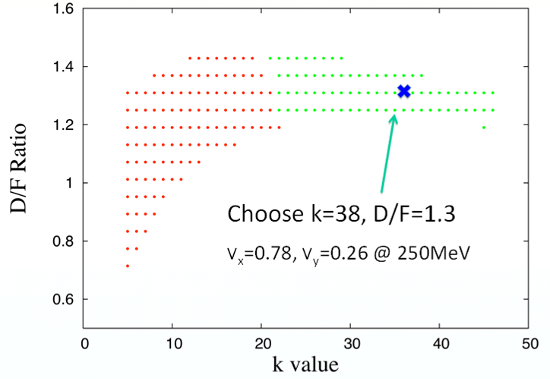 1.6
1.4
1.2
1
0.8
0.6
D/F Ratio
Choose k=38, D/F=1.3
νx=0.78, νy=0.26 @ 250MeV
0 10 20 30 40 50
k value